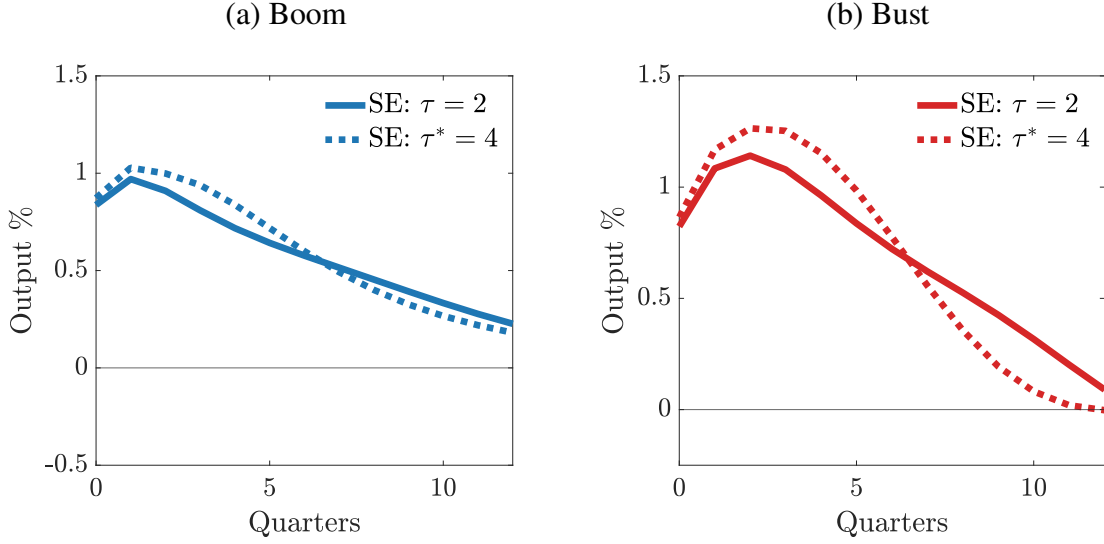 (a) Boom
1.5
1
0.5
0
-0.5
0
5
10
Output %
Quarters
SE: τ = 2
SE: τ* = 4
(b) Bust
1.5
1
0.5
0
0
5
10
Output %
Quarters
SE: τ = 2
SE: τ* = 4